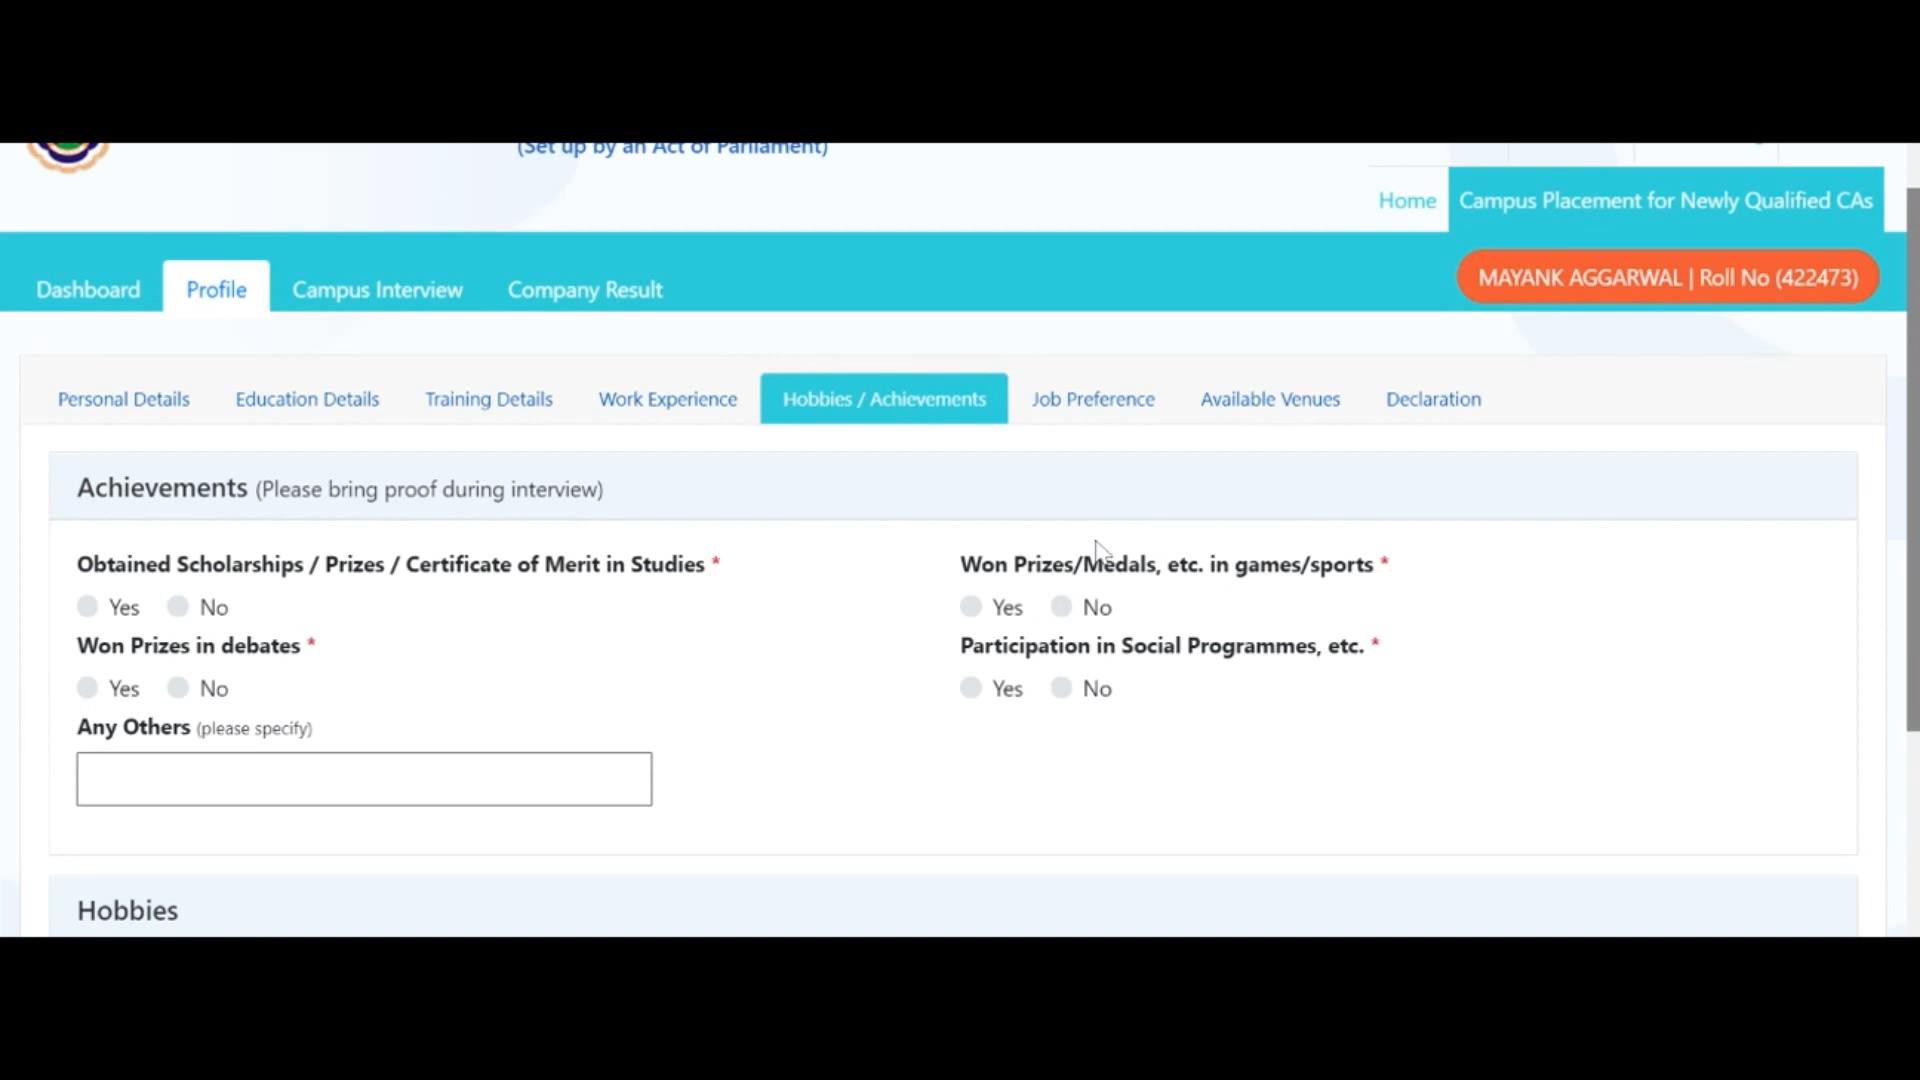 (Set up by an Act of Parliament)
Home Campus Placement for Newly Qualified CAs
Dashboard Profile Campus Interview Company Result MAYANK AGGARWAL | Roll No (422473)
Personal Details Education Details Training Details Work Experience Hobbies / Achievements Job Preference Available Venues Declaration
Achievements (Please bring proof during interview)
Obtained Scholarships / Prizes / Certificate of Merit in Studies * Won Prizes/Medals, etc. in games/sports *
Yes No Yes No
Won Prizes in debates * Participation in Social Programmes, etc. *
Yes No Yes No
Any Others (please specify)
Hobbies